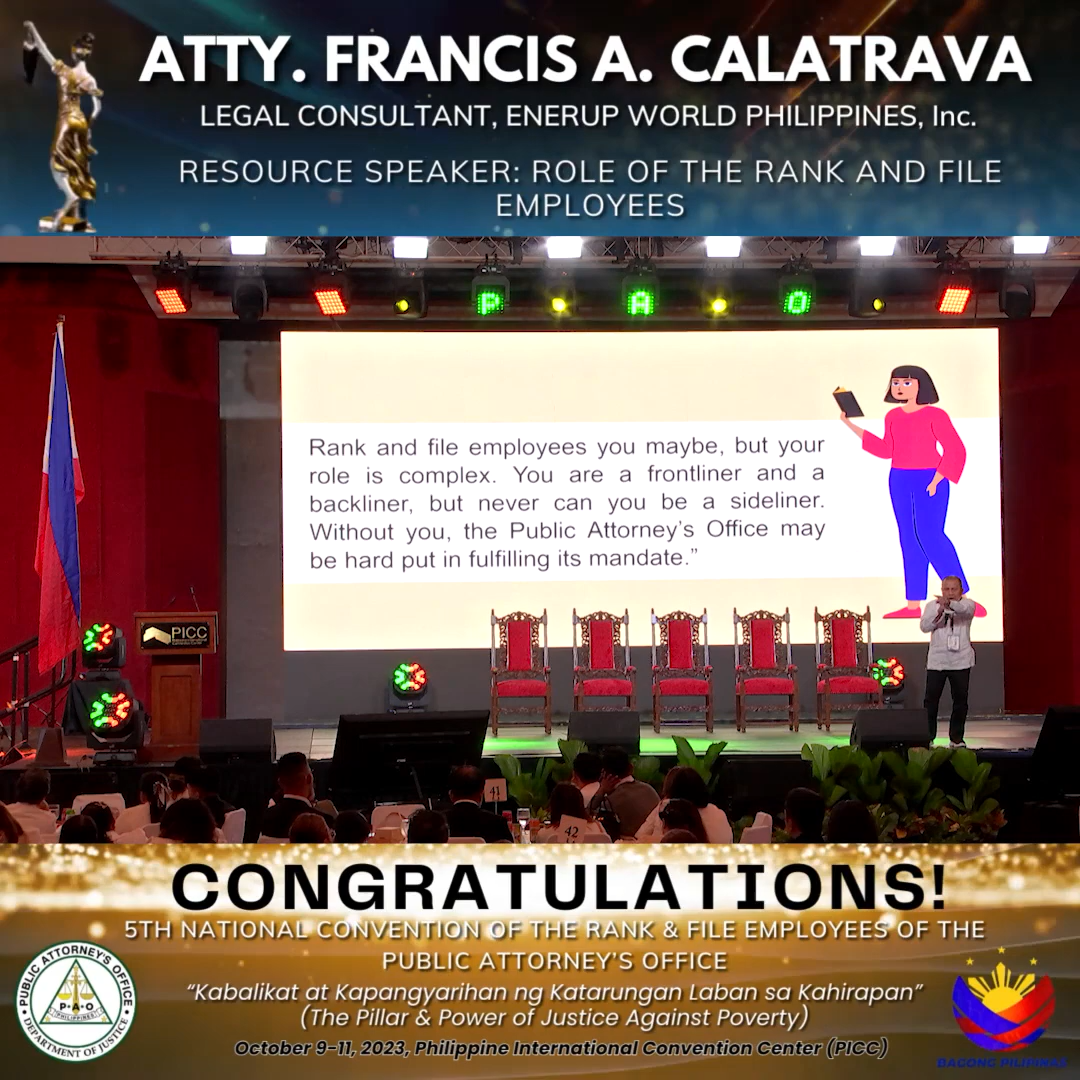 ATTY. FRANCIS A. CALATRAVA
LEGAL CONSULTANT, ENERUP WORLD PHILIPPINES, Inc.
RESOURCE SPEAKER: ROLE OF THE RANK AND FILE
EMPLOYEES
P A O
Rank and file employees you maybe, but your
role is complex. You are a frontliner and a
backliner, but never can you be a sideliner.
Without you, the Public Attorney's Office may
be hard put in fulfilling its mandate.”
PICC
41
42
CONGRATULATIONS!
5TH NATIONAL CONVENTION OF THE RANK & FILE EMPLOYEES OF THE
PUBLIC ATTORNEY'S OFFICE
“Kabalikat at Kapangyarihan ng Katarungan Laban sa Kahirapan”
(The Pillar & Power of Justice Against Poverty)
October 9-11, 2023, Philippine International Convention Center (PICC)
PUBLIC ATTORNEY'S OFFICE
P•A•O
PHILIPPINES
DEPARTMENT OF JUSTICE
BAGONG PILIPINAS